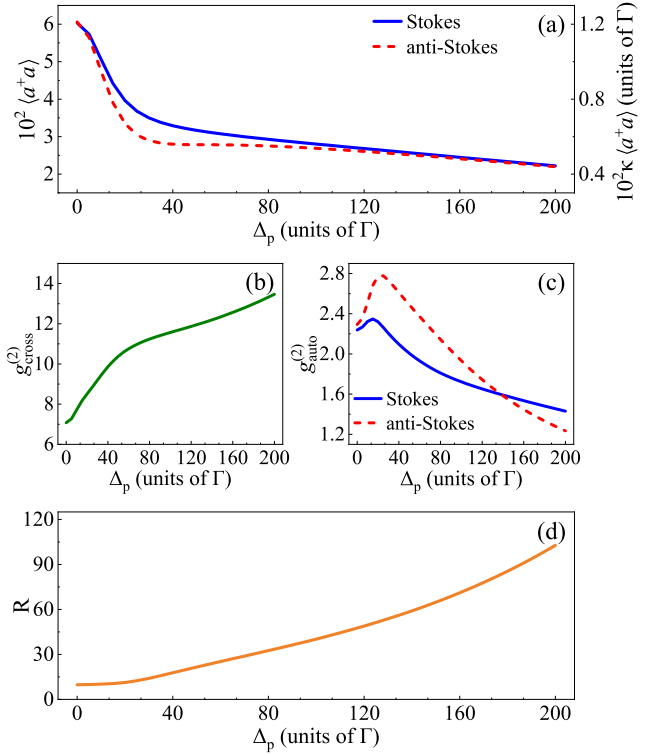 (a)
Stokes
anti-Stokes
10² ⟨a⁺a⟩
6
5
4
3
2
1.2
0.8
0.4
10²κ ⟨a⁺a⟩ (units of Γ)
0 40 80 120 160 200
Δp (units of Γ)
(b)
g(2)cross
14
12
10
8
6
0 40 80 120 160 200
Δp (units of Γ)
(c)
g(2)auto
2.8
2.4
2.0
1.6
1.2
Stokes
anti-Stokes
0 40 80 120 160 200
Δp (units of Γ)
(d)
R
120
90
60
30
0
0 40 80 120 160 200
Δp (units of Γ)